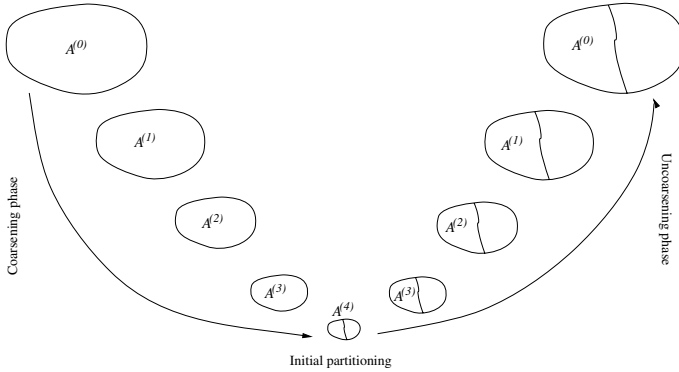 A(0)
A(0)
A(1)
A(1)
Coarsening phase
Uncoarsening phase
A(2)
A(2)
A(3)
A(3)
A(4)
Initial partitioning